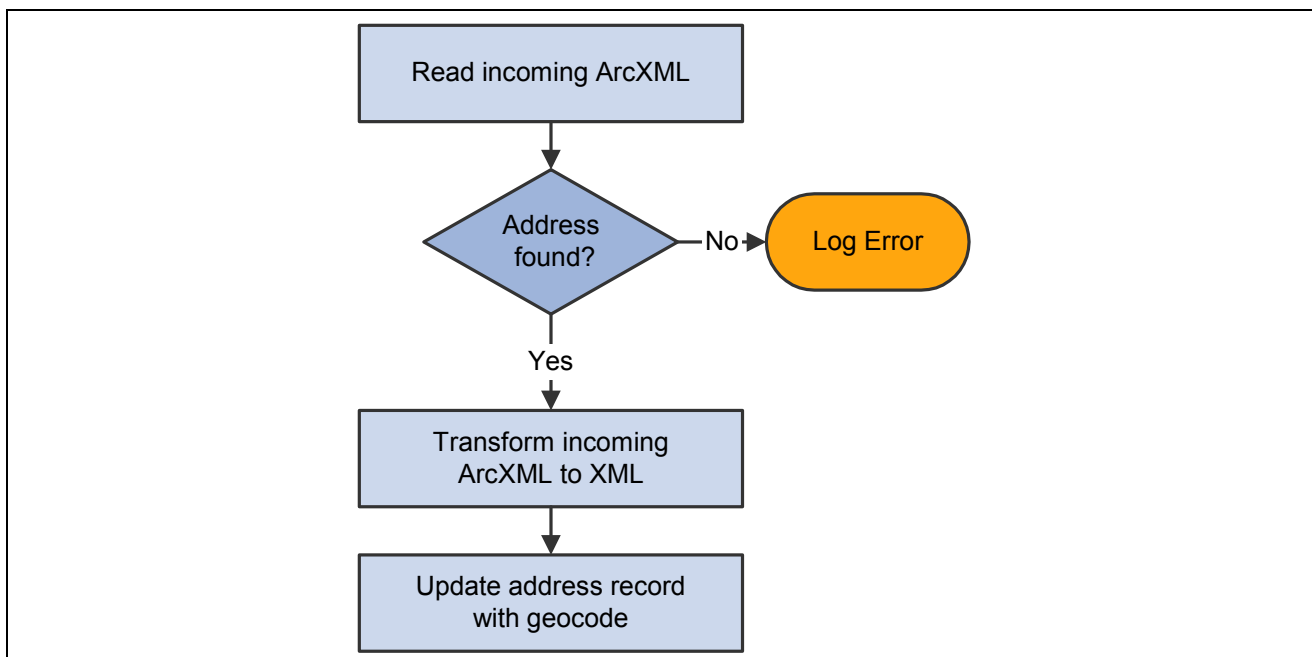 Read incoming ArcXML
Address
found?
No
Log Error
Yes
Transform incoming
ArcXML to XML
Update address record
with geocode